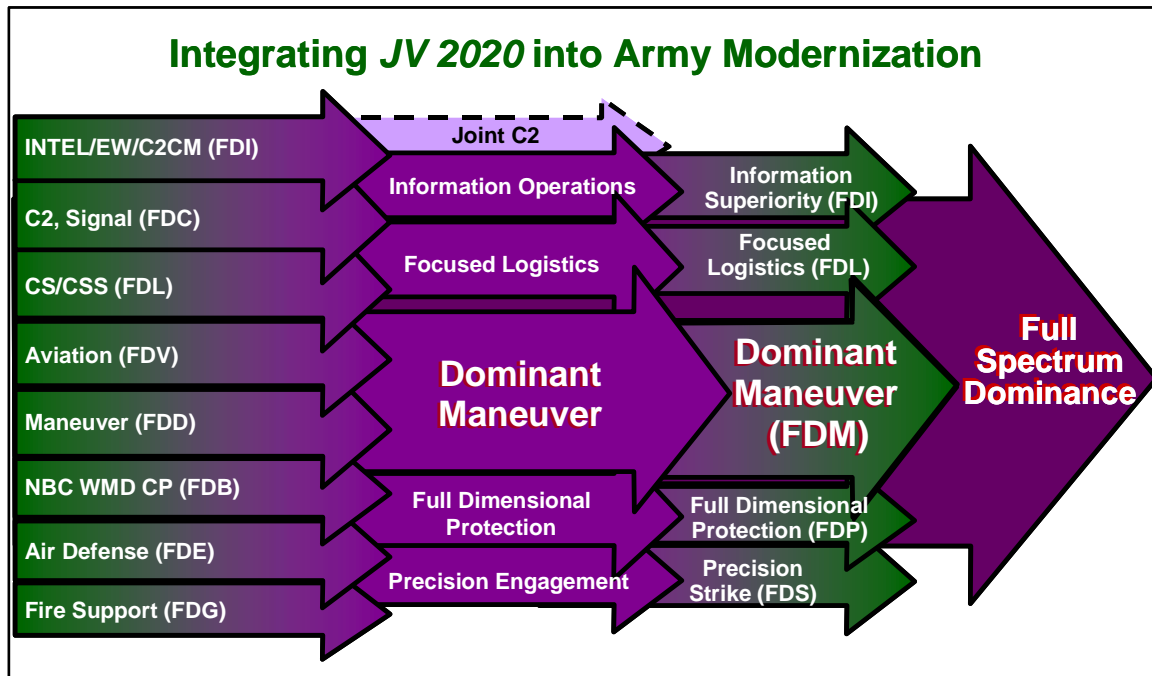 Integrating JV 2020 into Army Modernization
INTEL/EW/C2CM (FDI)
C2, Signal (FDC)
CS/CSS (FDL)
Aviation (FDV)
Maneuver (FDD)
NBC WMD CP (FDB)
Air Defense (FDE)
Fire Support (FDG)
Joint C2
Information Operations
Focused Logistics
Dominant
Maneuver
Full Dimensional
Protection
Precision Engagement
Information
Superiority (FDI)
Focused
Logistics (FDL)
Dominant
Maneuver
(FDM)
Full Dimensional
Protection (FDP)
Precision
Strike (FDS)
Full
Spectrum
Dominance